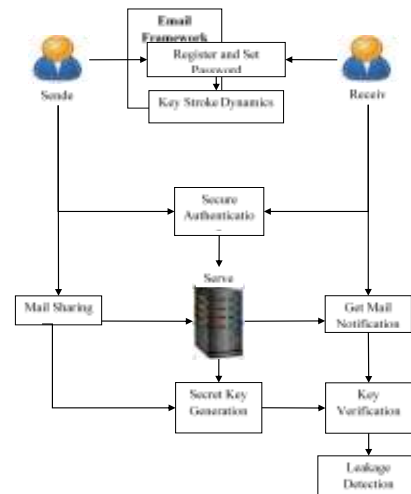 Email
Framework
Register and Set
Password
Sende
Receiv
Key Stroke Dynamics
Secure
Authenticatio
Serve
Mail Sharing
Get Mail
Notification
Secret Key
Generation
Key
Verification
Leakage
Detection